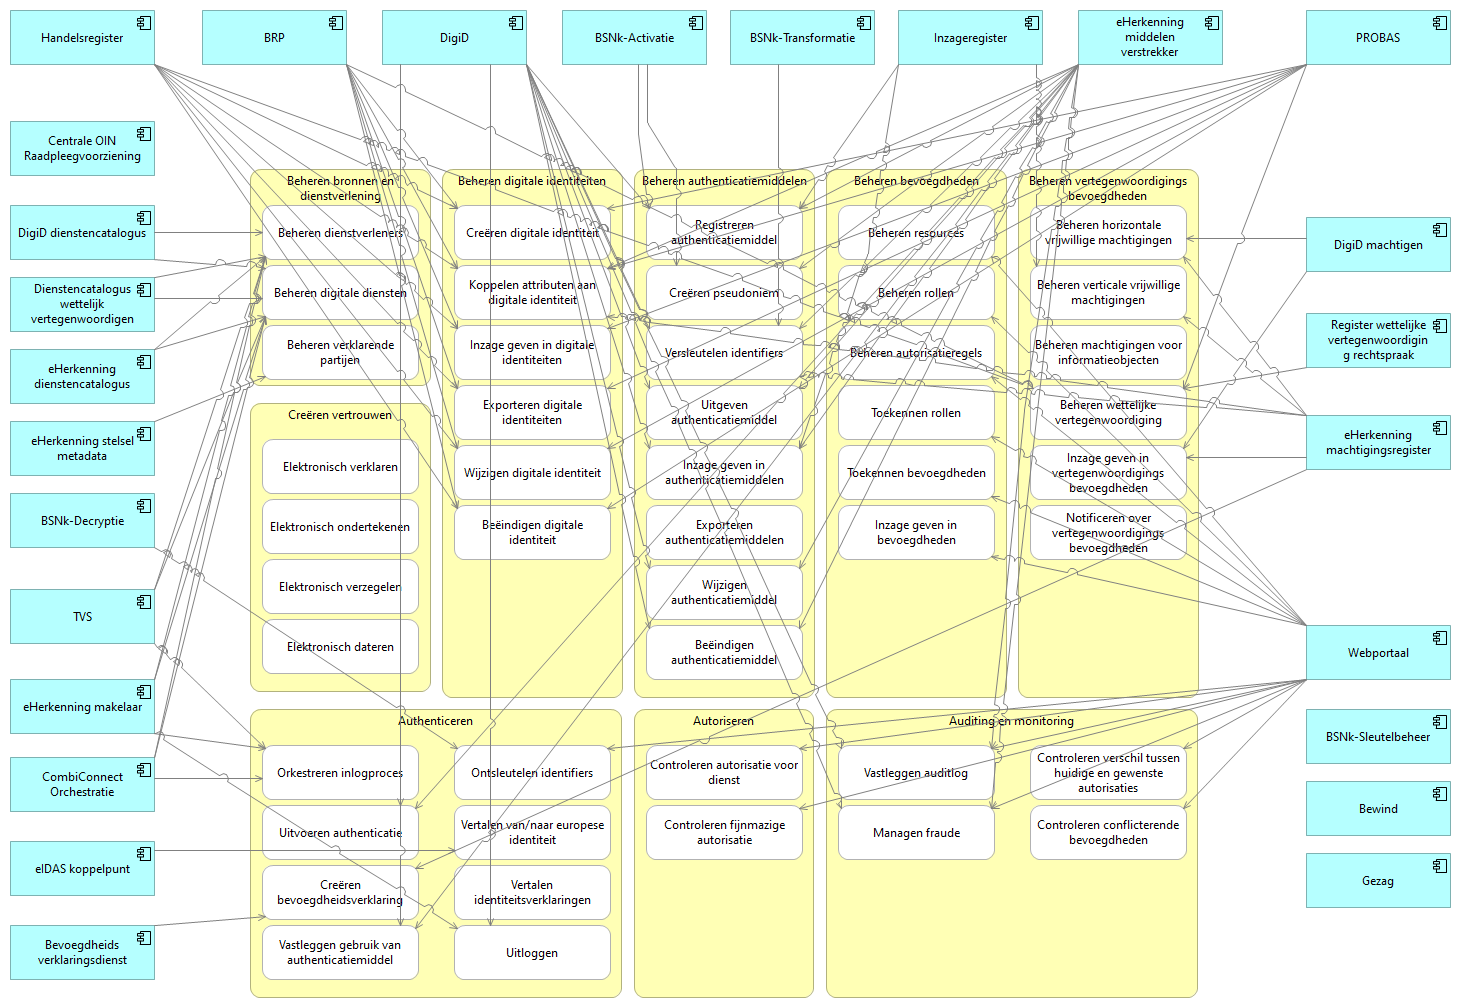 Handelsregister
BRP
DigiD
BSNk-Activatie
BSNk-Transformatie
Inzageregister
eHerkenning
middelen
verstrekker
PROBAS
Centrale OIN
Raadpleegvoorziening
DigiD dienstencatalogus
Dienstencatalogus
wettelijk
vertegenwoordigen
eHerkenning
dienstencatalogus
eHerkenning stelsel
metadata
BSNk-Decryptie
TVS
eHerkenning makelaar
CombiConnect
Orchestratie
eIDAS koppelpunt
Bevoegdheids
verklaringsdienst
Beheren bronnen en
dienstverlening
Beheren dienstverleners
Beheren digitale diensten
Beheren verklarende
partijen
Creëren vertrouwen
Elektronisch verklaren
Elektronisch ondertekenen
Elektronisch verzegelen
Elektronisch dateren
Beheren digitale identiteiten
Creëren digitale identiteit
Koppelen attributen aan
digitale identiteit
Inzage geven in digitale
identiteiten
Exporteren digitale
identiteiten
Wijzigen digitale identiteit
Beëindigen digitale
identiteit
Beheren authenticatiemiddelen
Registreren
authenticatiemiddel
Creëren pseudoniem
Versleutelen identifiers
Uitgeven
authenticatiemiddel
Inzage geven in
authenticatiemiddelen
Exporteren
authenticatiemiddelen
Wijzigen
authenticatiemiddel
Beëindigen
authenticatiemiddel
Beheren bevoegdheden
Beheren resources
Beheren rollen
Beheren autorisatieregels
Toekennen rollen
Toekennen bevoegdheden
Inzage geven in
bevoegdheden
Beheren vertegenwoordigings
bevoegdheden
Beheren horizontale
vrijwillige machtigingen
Beheren verticale vrijwillige
machtigingen
Beheren machtigingen voor
informatieobjecten
Beheren wettelijke
vertegenwoordiging
Inzage geven in
vertegenwoordigings
bevoegdheden
Notificeren over
vertegenwoordigings
bevoegdheden
Authenticeren
Orkestreren inlogproces
Ontsleutelen identifiers
Uitvoeren authenticatie
Vertalen van/naar europese
identiteit
Creëren
bevoegdheidsverklaring
Vertalen
identiteitsverklaringen
Vastleggen gebruik van
authenticatiemiddel
Uitloggen
Autoriseren
Controleren autorisatie voor
dienst
Controleren fijnmazige
autorisatie
Auditing en monitoring
Vastleggen auditlog
Controleren verschil tussen
huidige en gewenste
autorisaties
Managen fraude
Controleren conflicterende
bevoegdheden
DigiD machtigen
Register wettelijke
vertegenwoordigin
g rechtspraak
eHerkenning
machtigingsregister
Webportaal
BSNk-Sleutelbeheer
Bewind
Gezag